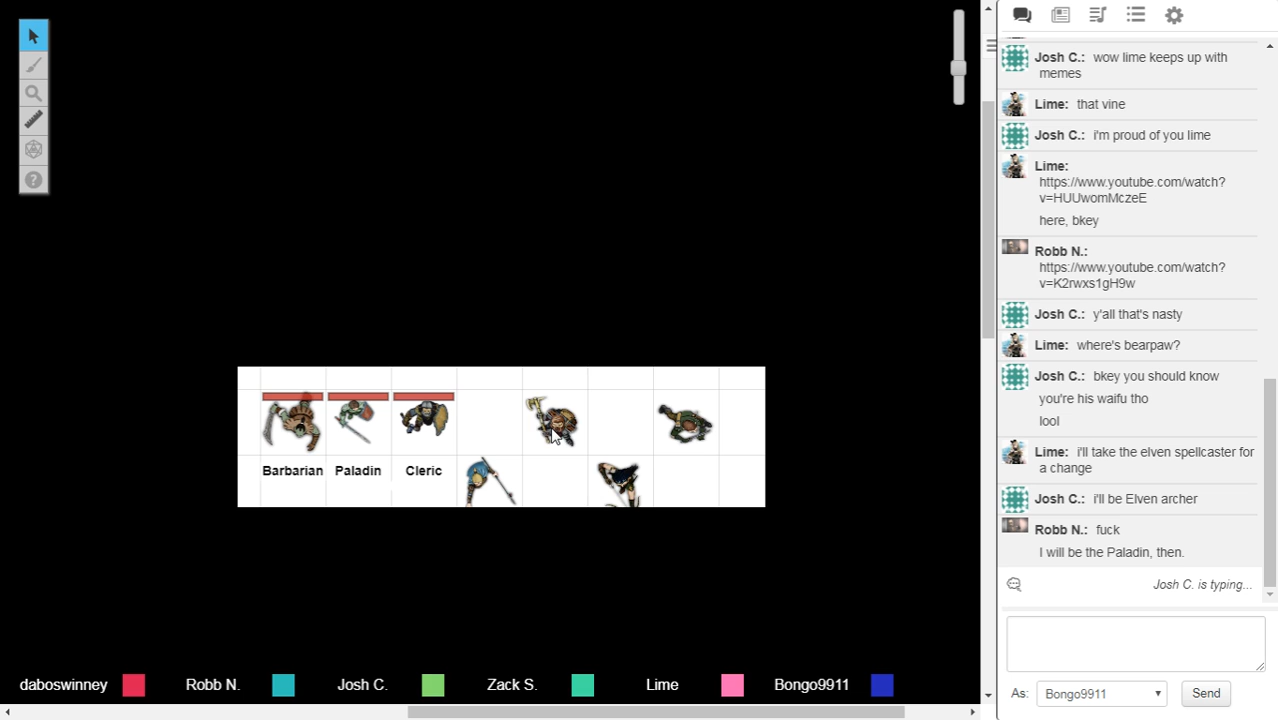 Josh C.: wow lime keeps up with
memes
Lime: that vine
Josh C.: i'm proud of you lime
Lime:
https://www.youtube.com/watch?
v=HUUwomMczeE
here, bkey
Robb N.:
https://www.youtube.com/watch?
v=K2rwxs1gH9w
Josh C.: y'all that's nasty
Lime: where's bearpaw?
Josh C.: bkey you should know
you're his waifu tho
lool
Lime: i'll take the elven spellcaster for
a change
Josh C.: i'll be Elven archer
Robb N.: fuck
I will be the Paladin, then.
Josh C. is typing...
Barbarian
Paladin
Cleric
daboswinney
Robb N.
Josh C.
Zack S.
Lime
Bongo9911
As:
Bongo9911
Send